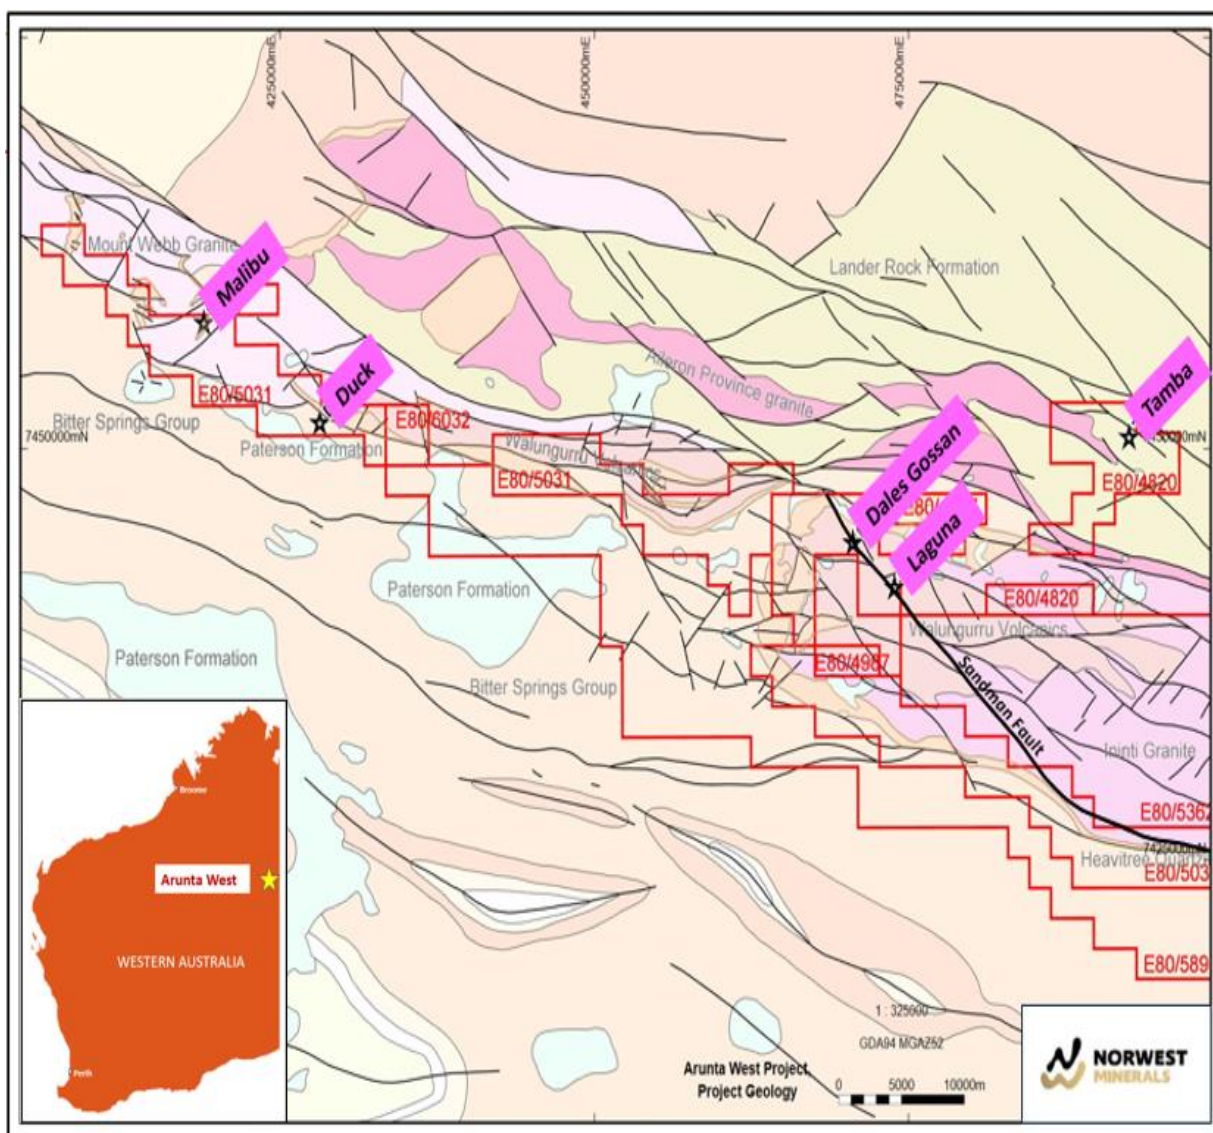 425000mE
450000mE
475000mE
Mount Webb Granite
Malibu
Lander Rock Formation
Aileron Province granite
Duck
Tamba
E80/5031
E80/6032
Bitter Springs Group
7450000mN
Paterson Formation
Walungurru Volcanics
E80/5031
Dales Gossan
E80/4820
Laguna
Paterson Formation
E80/4820
Walungurru Volcanics
Paterson Formation
E80/4987
Bitter Springs Group
Sandman Fault
Ininti Granite
E80/5362
Heavitree
E80/503
E80/589
Broome
Arunta West
WESTERN AUSTRALIA
Perth
1 : 325000
GDA94 MGAZ52
Arunta West Project
Project Geology
0 5000 10000m
NORWEST
MINERALS